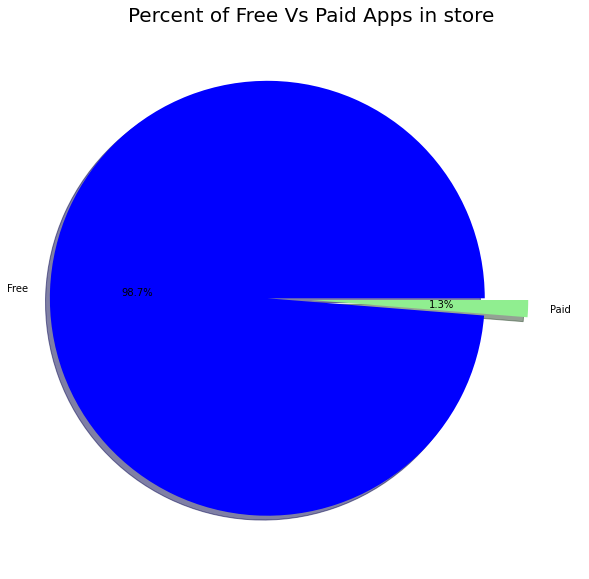 Percent of Free Vs Paid Apps in store
Free
98.7%
1.3%
Paid